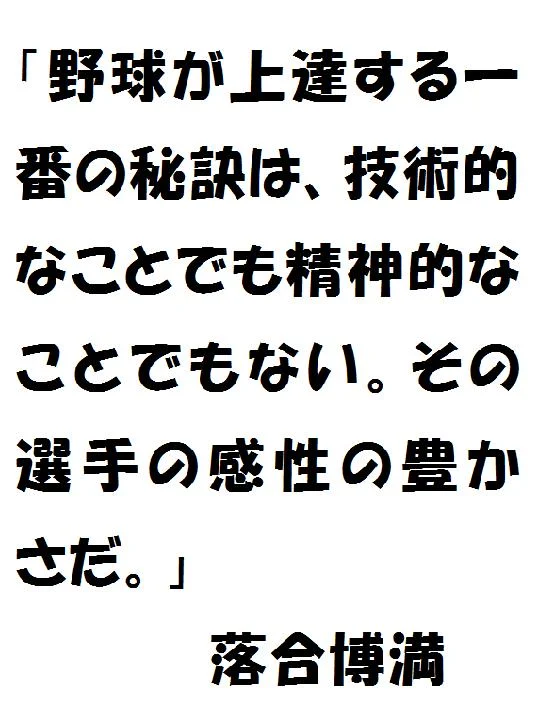 「野球が上達する一
番の秘訣は、技術的
なことでも精神的な
ことでもない。その
選手の感性の豊か
さだ。」
落合博満